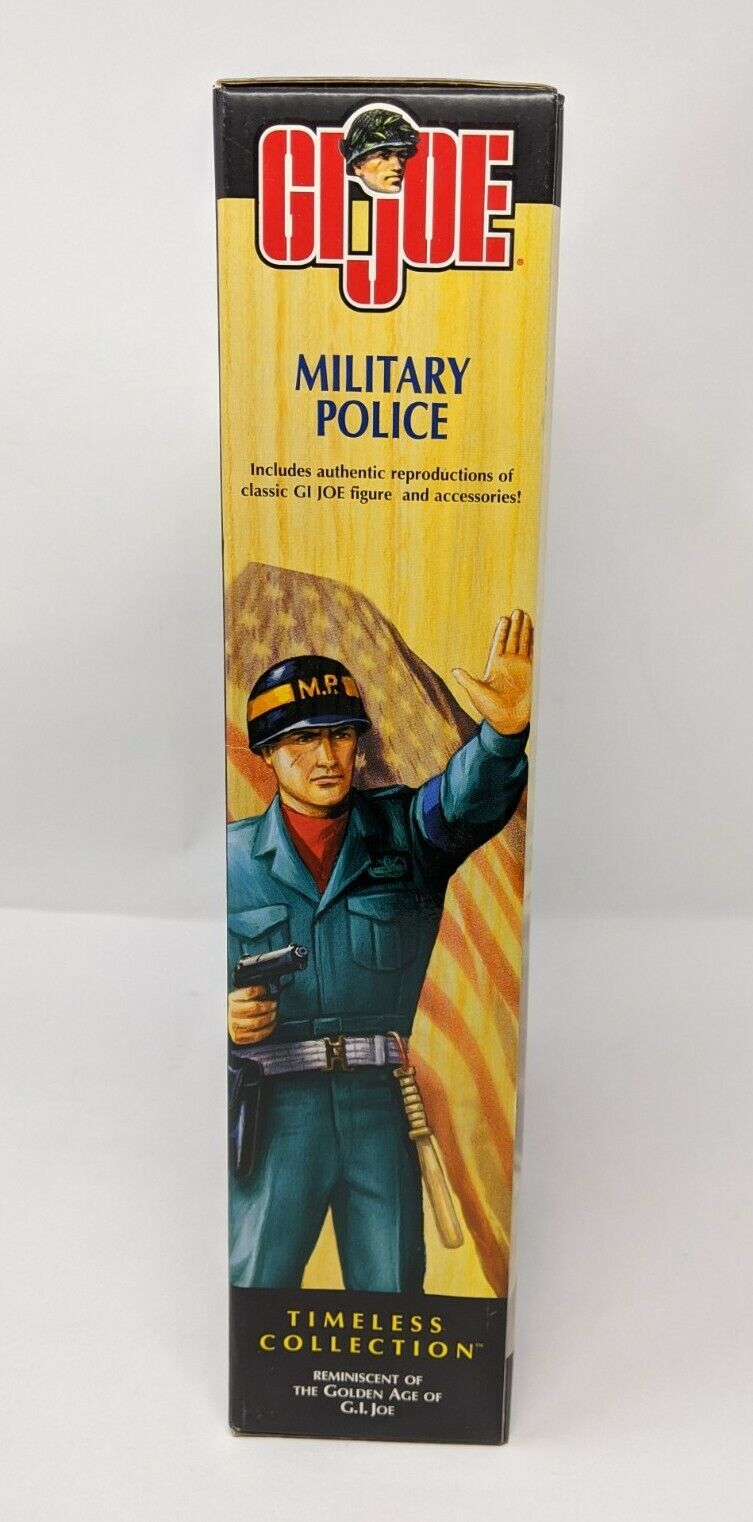 GI JOE®
MILITARY
POLICE
Includes authentic reproductions of
classic GI JOE figure and accessories!
M.P.
TIMELESS
COLLECTION™
REMINISCENT OF
THE GOLDEN AGE OF
G.I. JOE